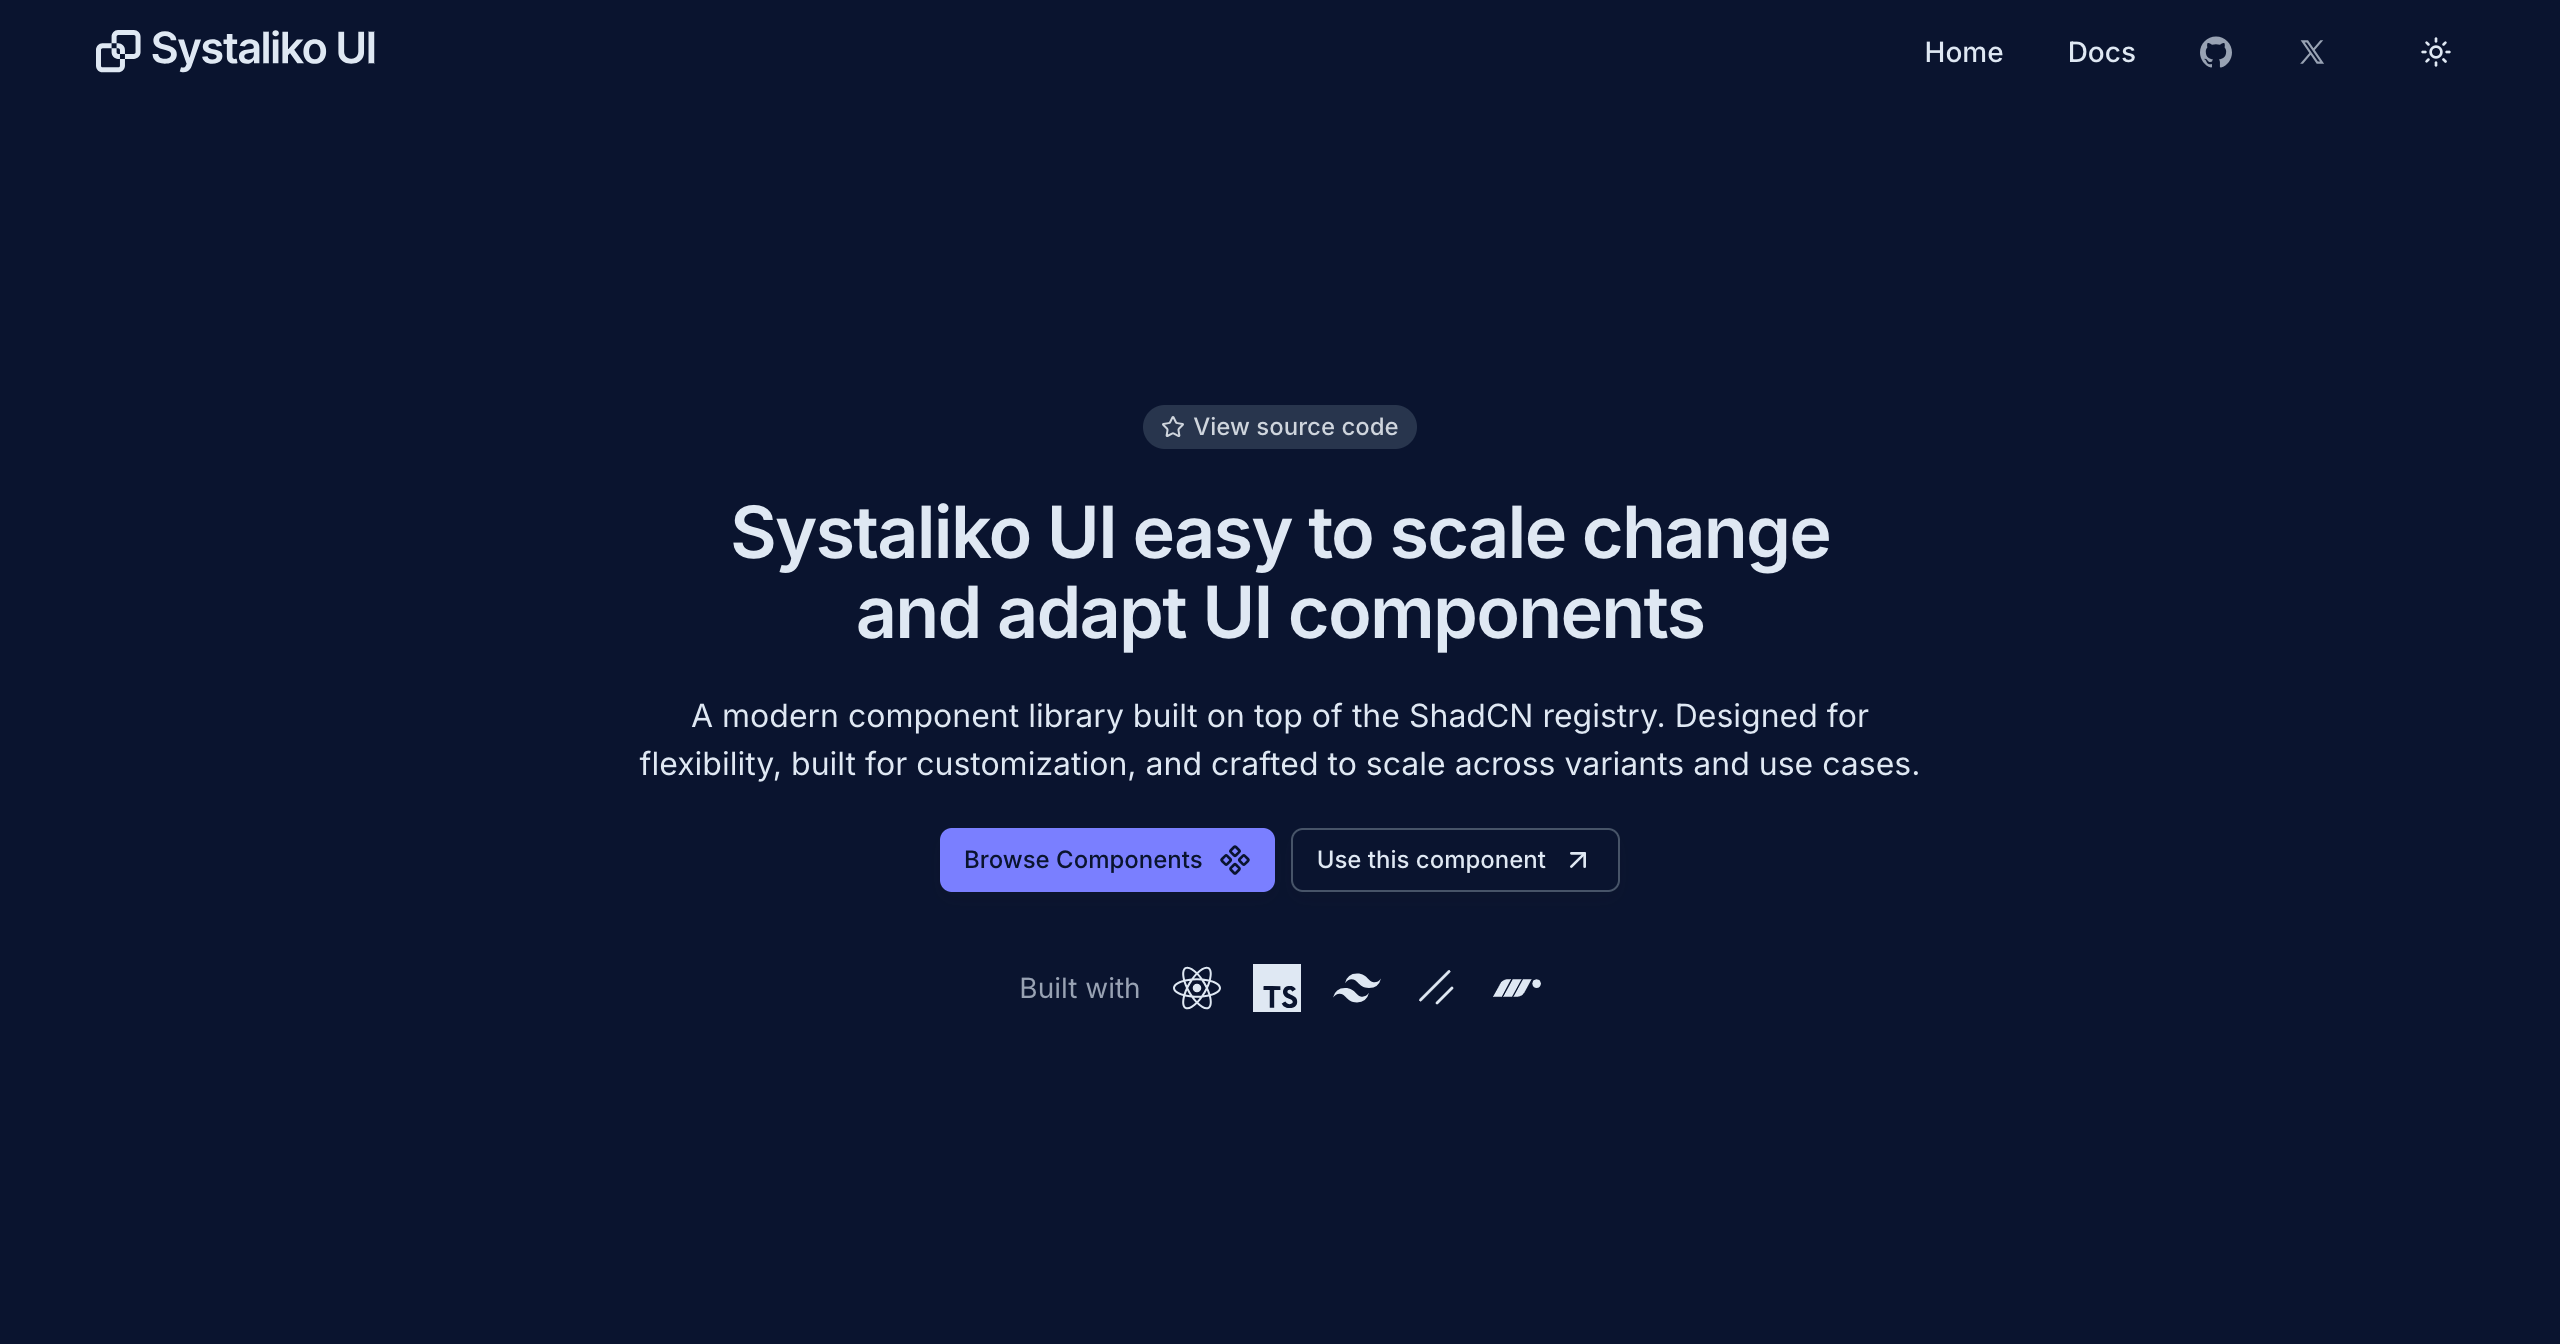 Systaliko UI
Home
Docs
View source code
Systaliko UI easy to scale change
and adapt UI components
A modern component library built on top of the ShadCN registry. Designed for
flexibility, built for customization, and crafted to scale across variants and use cases.
Browse Components
Use this component
Built with
TS